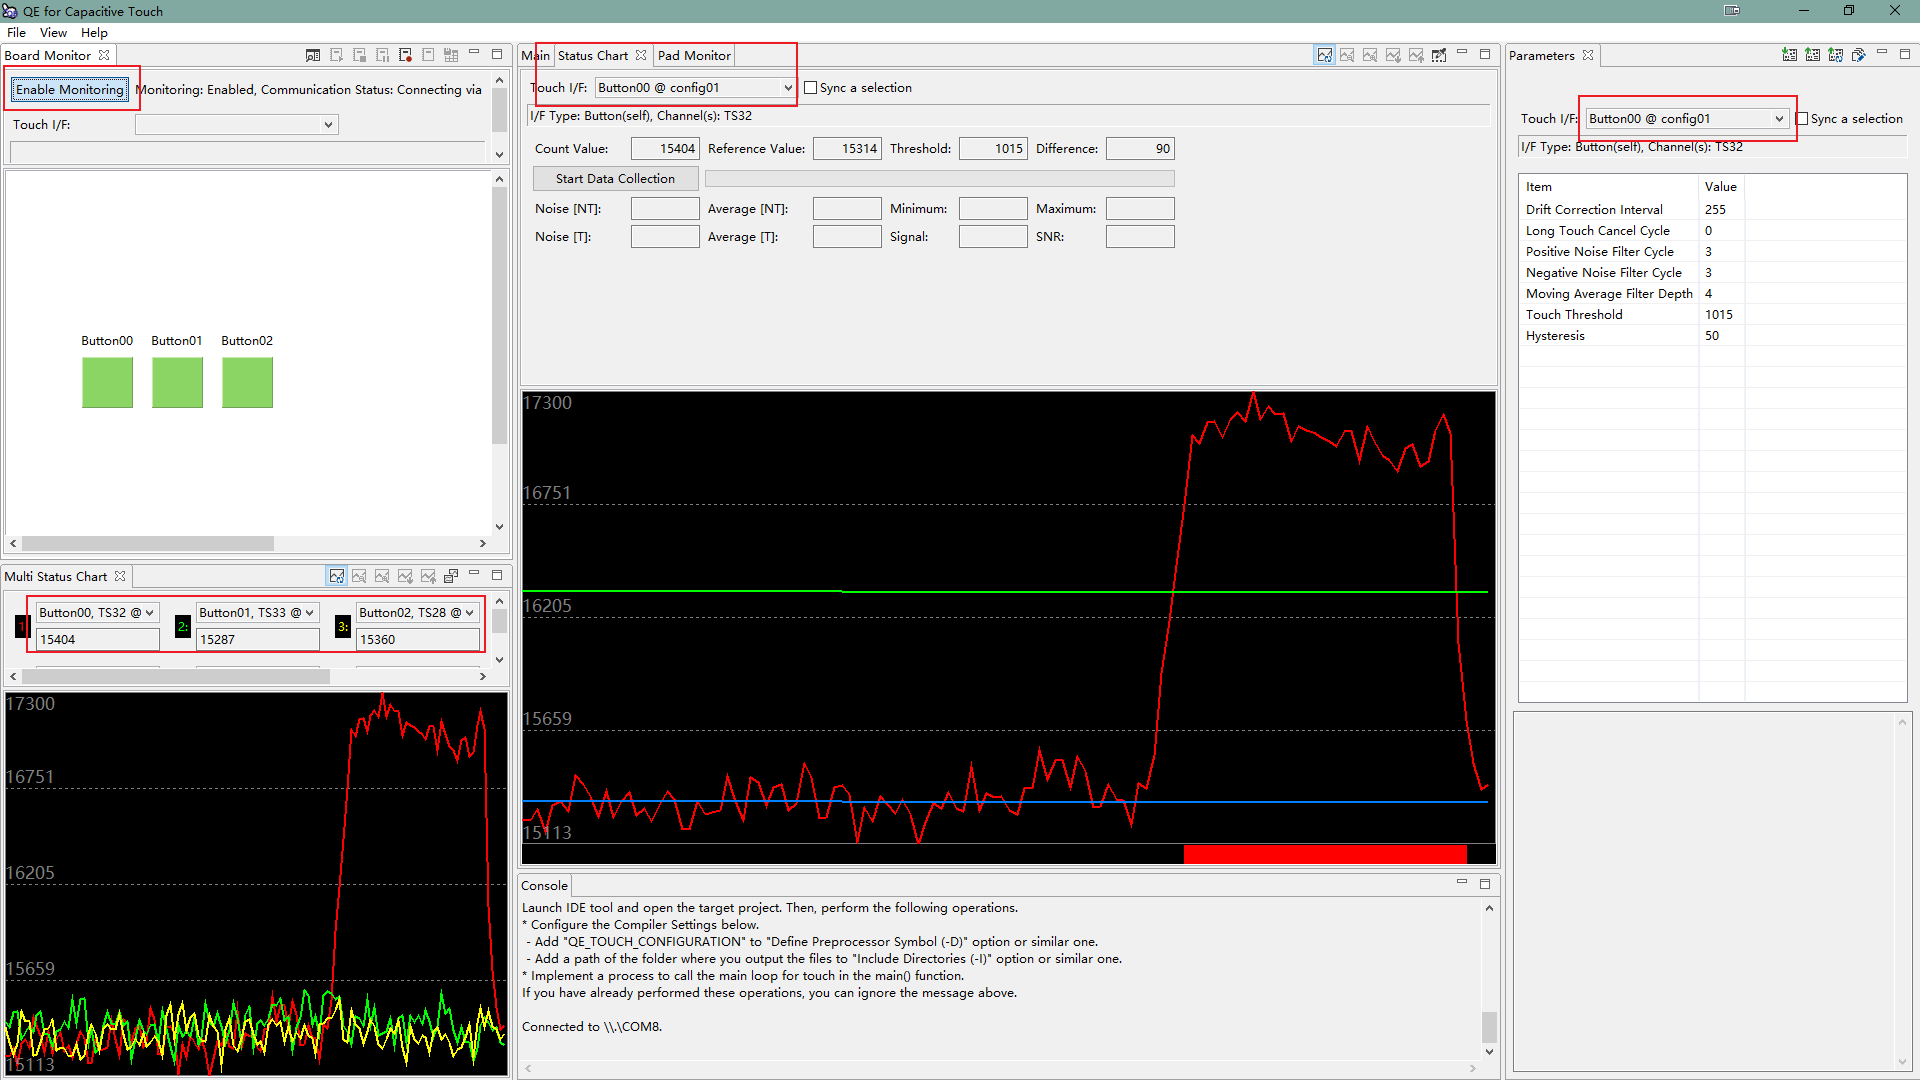 QE for Capacitive Touch
File View Help
Board Monitor
Enable Monitoring
Monitoring: Enabled, Communication Status: Connecting via
Touch I/F:
Button00 Button01 Button02
Multi Status Chart
1: Button00, TS32 @ 2: Button01, TS33 @ 3: Button02, TS28 @
15404 15287 15360
17300
16751
16205
15659
15113
Main Status Chart Pad Monitor
Touch I/F: Button00 @ config01 Sync a selection
I/F Type: Button(self), Channel(s): TS32
Count Value: 15404 Reference Value: 15314 Threshold: 1015 Difference: 90
Start Data Collection
Noise [NT]: Average [NT]: Minimum: Maximum:
Noise [T]: Average [T]: Signal: SNR:
17300
16751
16205
15659
15113
Console
Launch IDE tool and open the target project. Then, perform the following operations.
* Configure the Compiler Settings below.
- Add "QE_TOUCH_CONFIGURATION" to "Define Preprocessor Symbol (-D)" option or similar one.
- Add a path of the folder where you output the files to "Include Directories (-I)" option or similar one.
* Implement a process to call the main loop for touch in the main() function.
If you have already performed these operations, you can ignore the message above.
Connected to \\.\COM8.
Parameters
Touch I/F: Button00 @ config01 Sync a selection
I/F Type: Button(self), Channel(s): TS32
Item Value
Drift Correction Interval 255
Long Touch Cancel Cycle 0
Positive Noise Filter Cycle 3
Negative Noise Filter Cycle 3
Moving Average Filter Depth 4
Touch Threshold 1015
Hysteresis 50